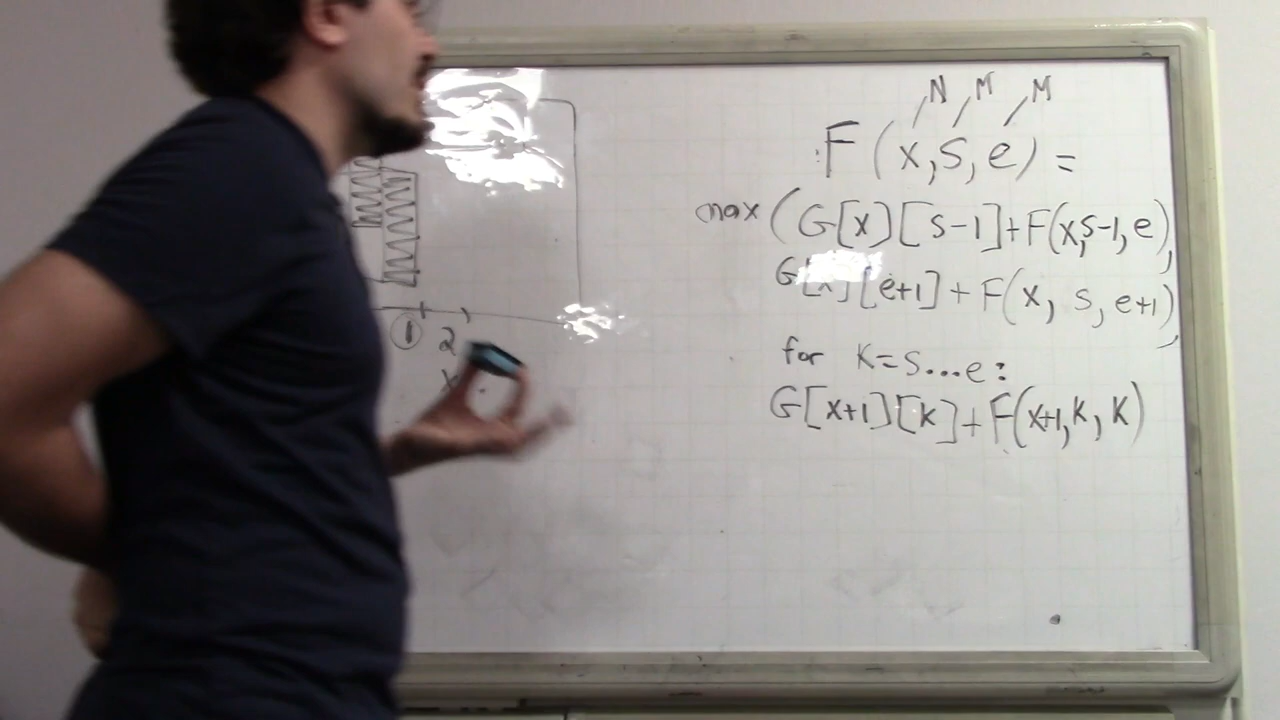 N M M
F(x,s,e)=
max(G[x][s-1]+F(x,s-1,e),
G[x][e+1]+F(x, s, e+1),
for K=s...e:
G[x+1][k]+F(x+1,k,k)
1 2
x